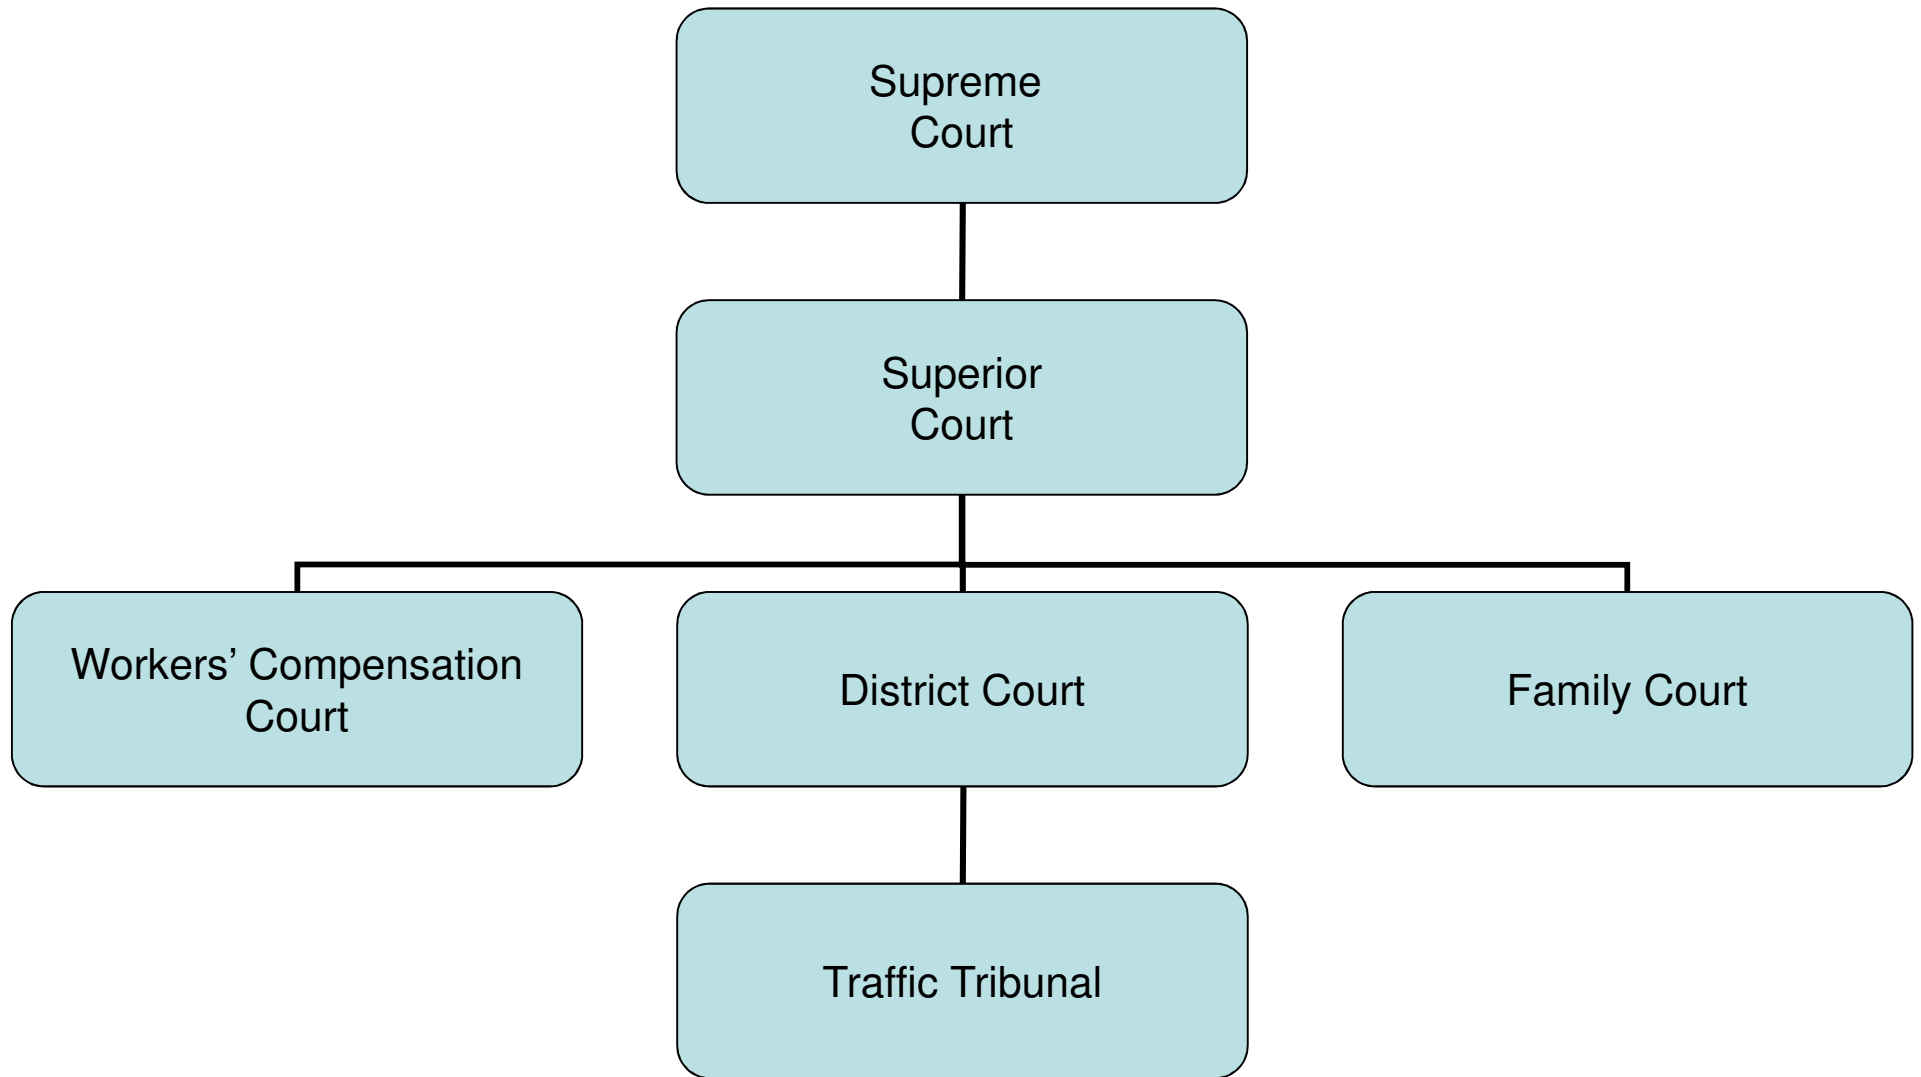 Supreme
Court
Superior
Court
Workers’ Compensation
Court
District Court
Family Court
Traffic Tribunal